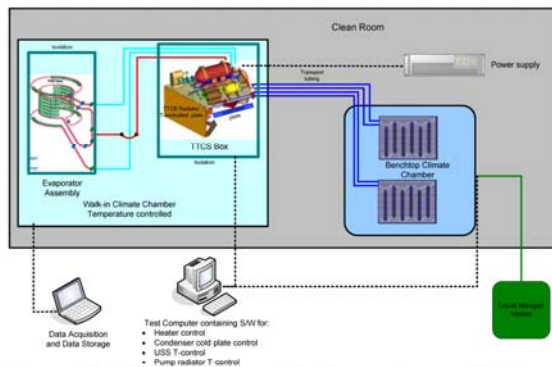 Clean Room
Isolation
Power supply
Transport
tubing
plate
TTCS Box
Isolation
Benchtop Climate
Chamber
Evaporator
Assembly
Walk-in Climate Chamber
Temperature controlled
Liquid Nitrogen
Vessel
Data Acquisition
and Data Storage
Test Computer containing S/W for:
• Heater control
• Condenser cold plate control
• USS T-control
• Pump radiator T-control